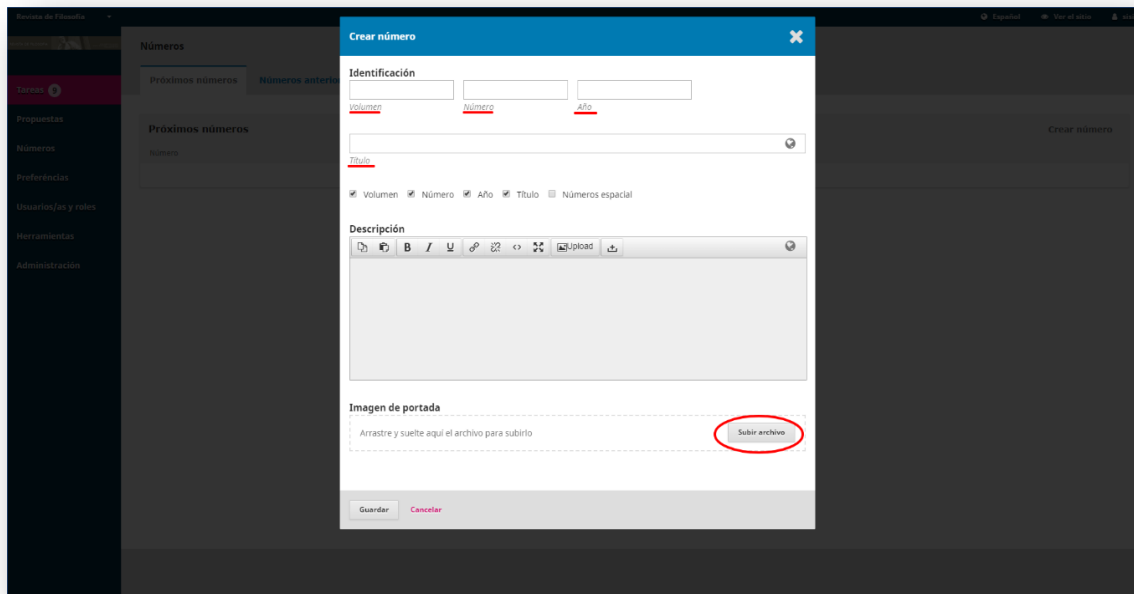 Revista de Filosofía
Español Ver el sitio
Crear número
Números
Identificación
Próximos números Números anterio
Tareas
Volumen Número Año
Propuestas
Próximos números Crear número
Números
Número
Título
Preferencias
Volumen Número Año Título Números espacial
Usuarios/as y roles
Descripción
Herramientas
B I U Upload
Administración
Imagen de portada
Arrastre y suelte aquí el archivo para subirlo Subir archivo
Guardar Cancelar